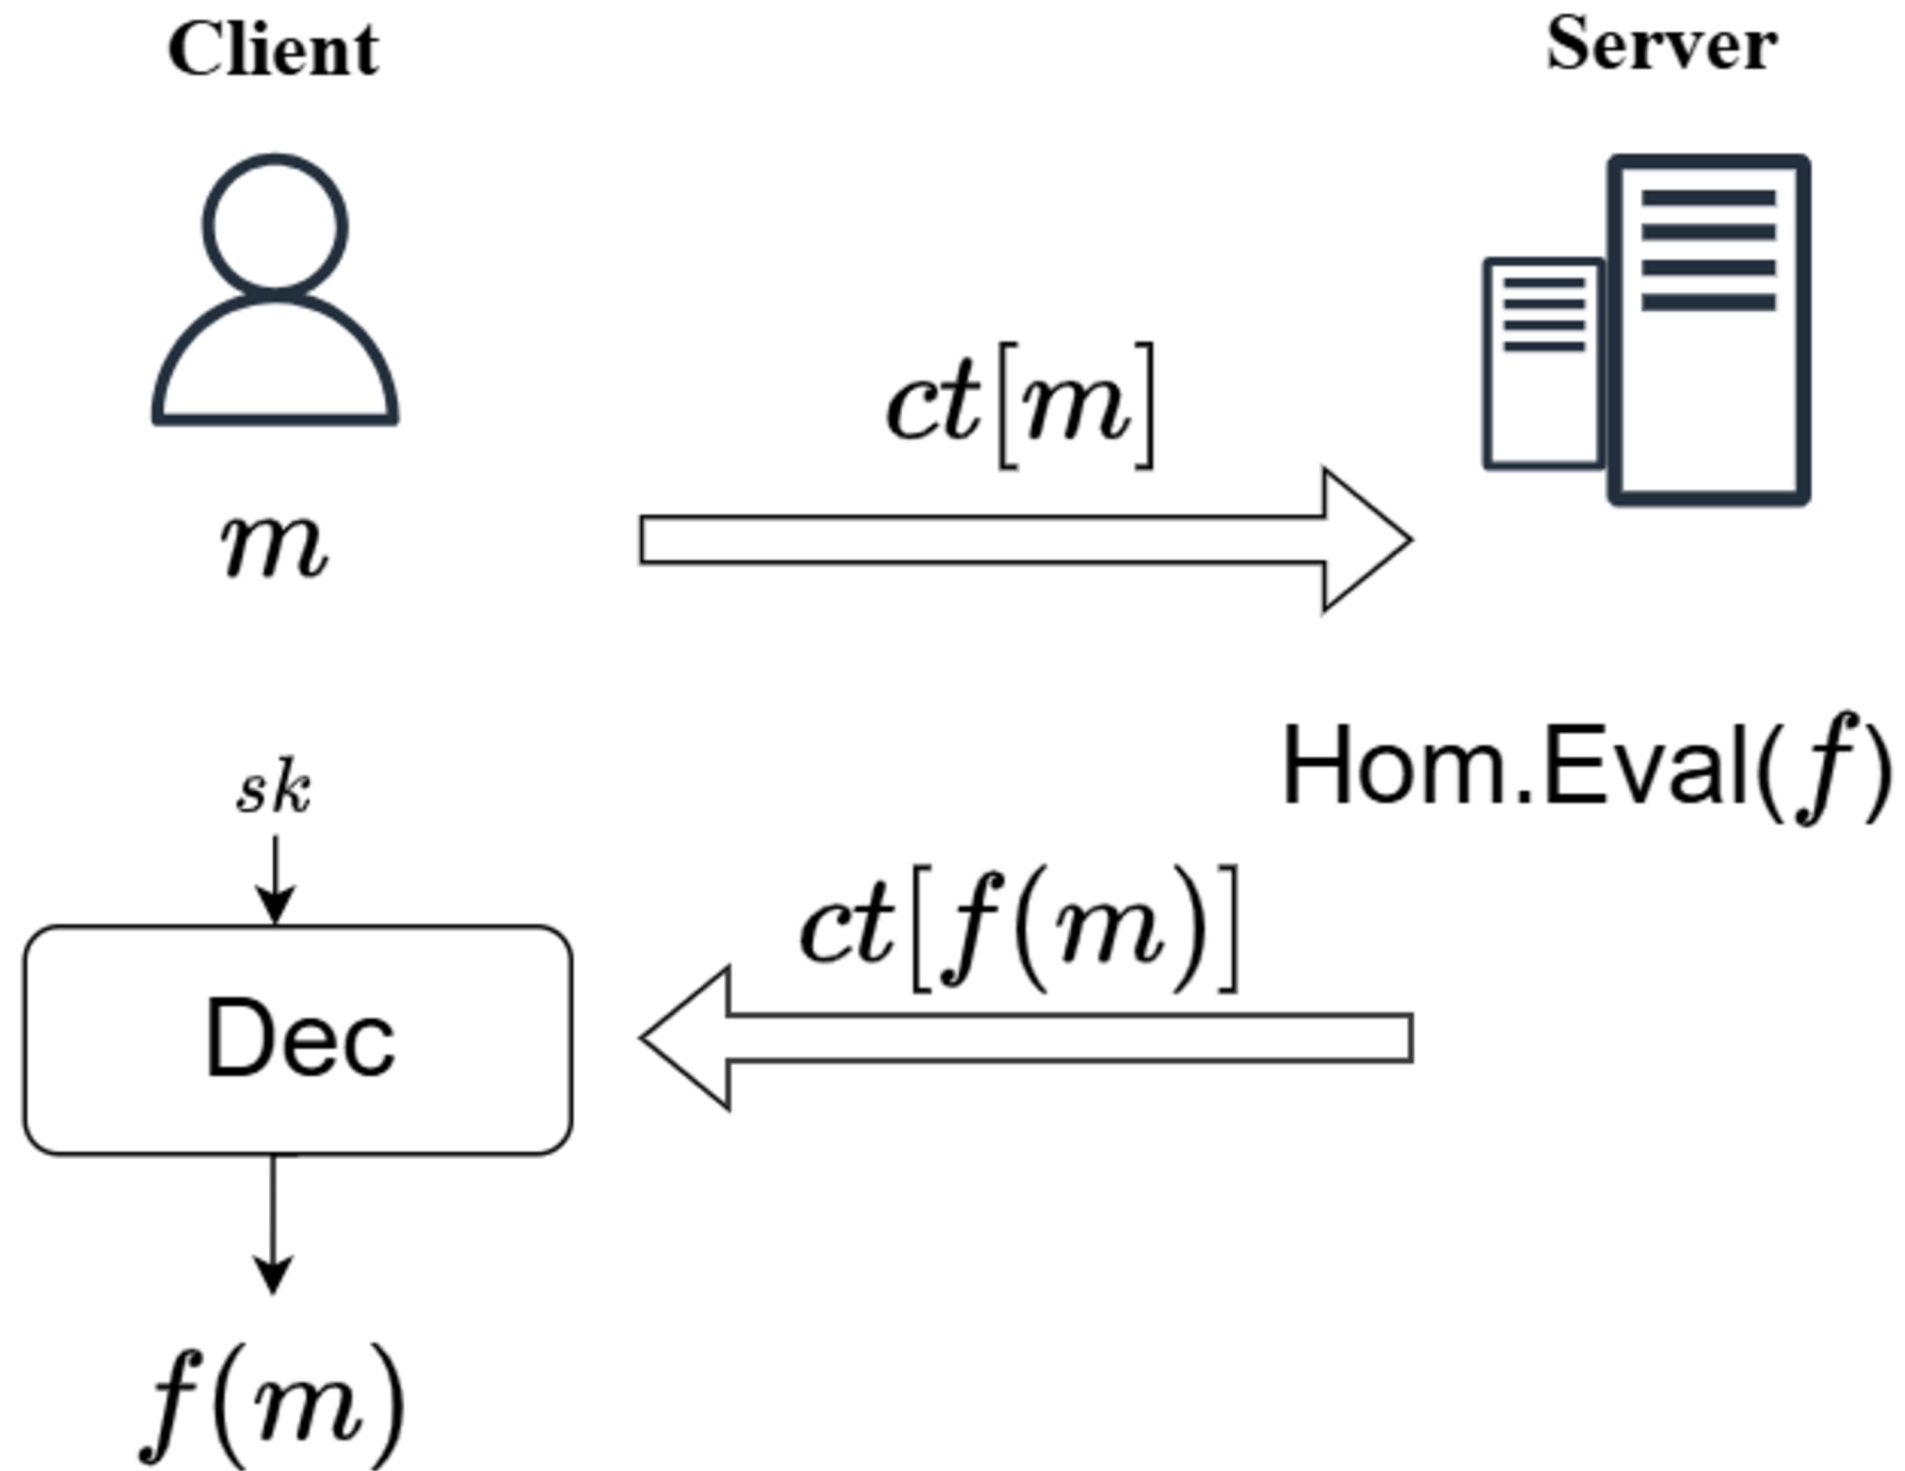 Client
Server
ct[m]
m
Hom.Eval(f)
sk
ct[f(m)]
Dec
f(m)